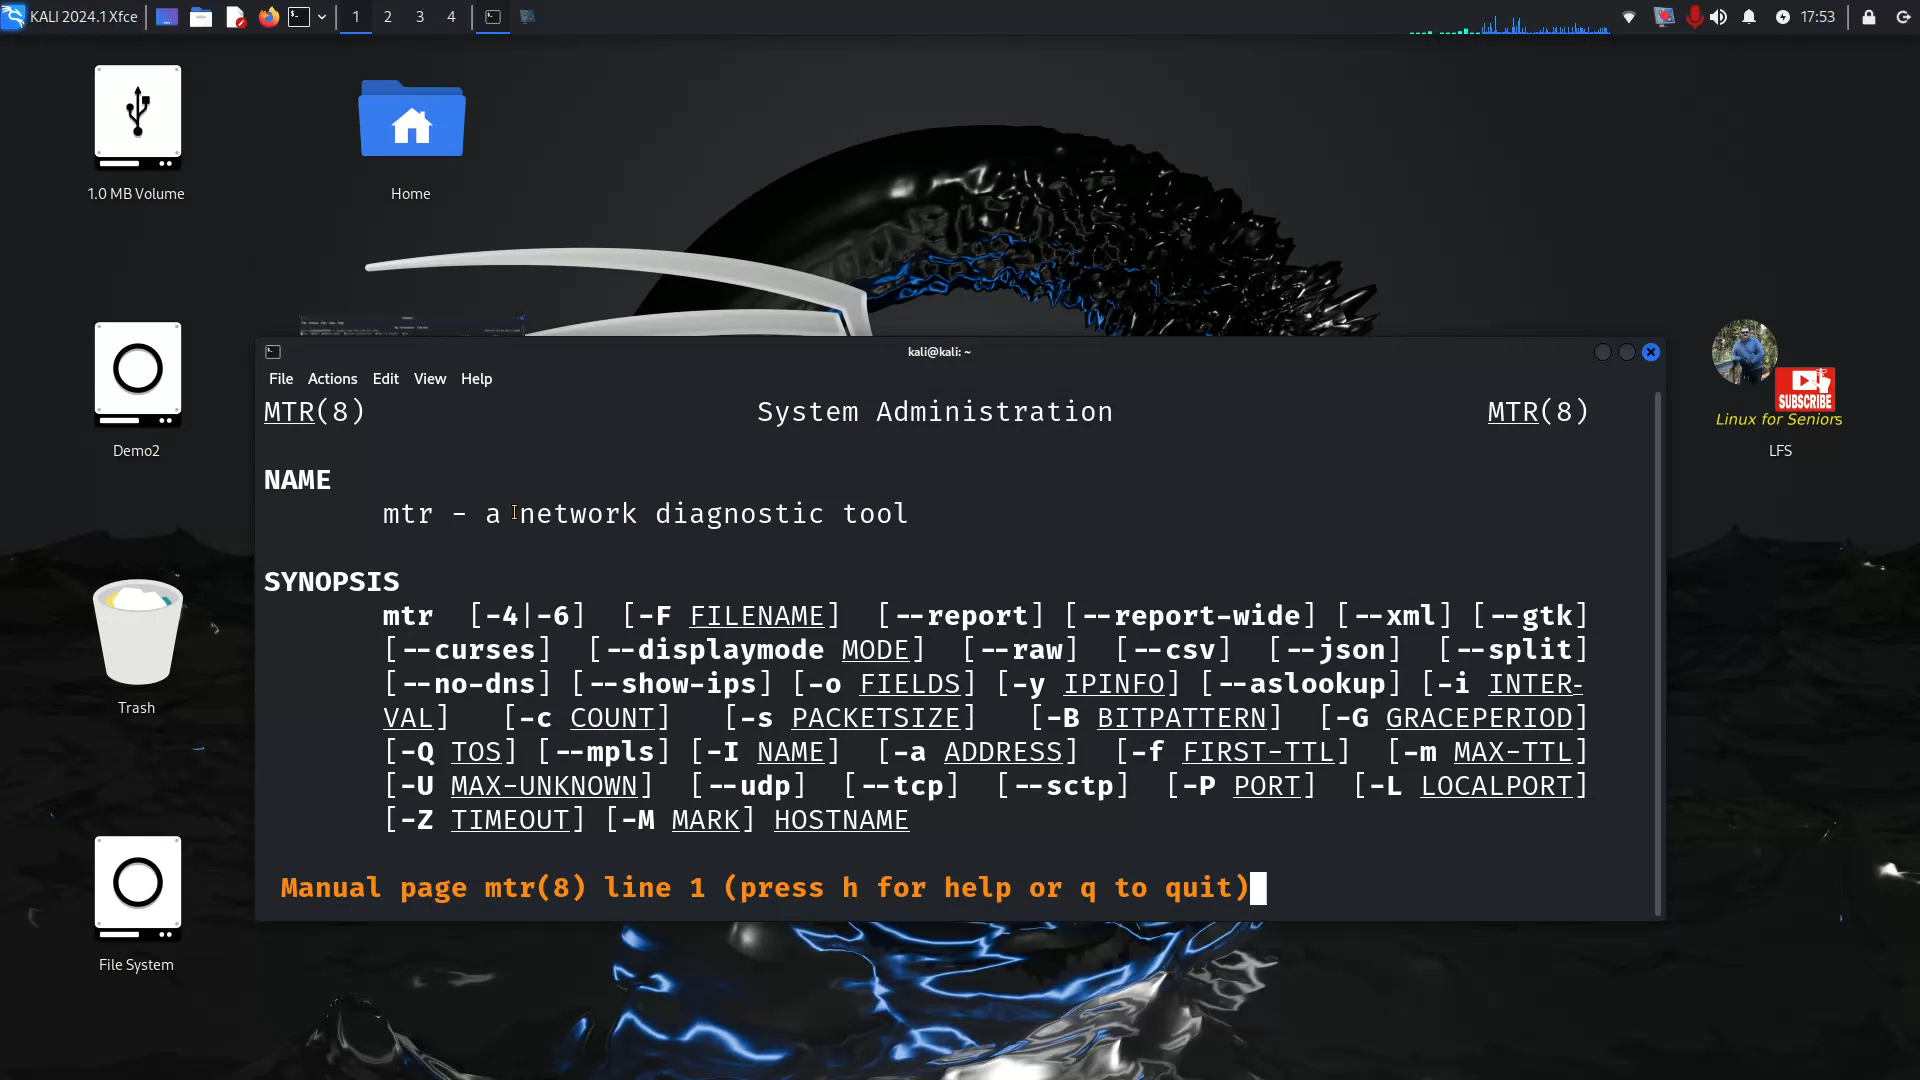 KALI 2024.1 Xfce
1 2 3 4
17:53
1.0 MB Volume
Home
Demo2
Trash
File System
SUBSCRIBE
Linux for Seniors
LFS
kali@kali: ~
File Actions Edit View Help
MTR(8) System Administration MTR(8)
NAME
mtr - a network diagnostic tool
SYNOPSIS
mtr [-4|-6] [-F FILENAME] [--report] [--report-wide] [--xml] [--gtk]
[--curses] [--displaymode MODE] [--raw] [--csv] [--json] [--split]
[--no-dns] [--show-ips] [-o FIELDS] [-y IPINFO] [--aslookup] [-i INTER-
VAL] [-c COUNT] [-s PACKETSIZE] [-B BITPATTERN] [-G GRACEPERIOD]
[-Q TOS] [--mpls] [-I NAME] [-a ADDRESS] [-f FIRST-TTL] [-m MAX-TTL]
[-U MAX-UNKNOWN] [--udp] [--tcp] [--sctp] [-P PORT] [-L LOCALPORT]
[-Z TIMEOUT] [-M MARK] HOSTNAME
Manual page mtr(8) line 1 (press h for help or q to quit)